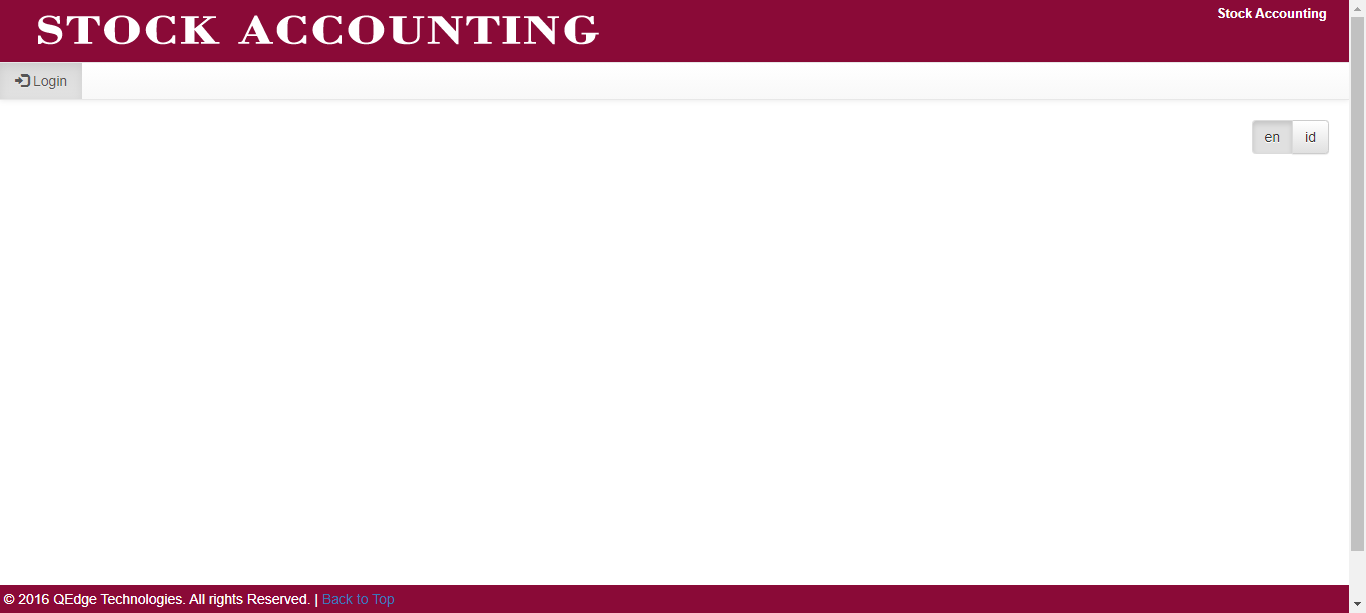 STOCK ACCOUNTING
Stock Accounting
Login
en
id
© 2016 QEdge Technologies. All rights Reserved. | Back to Top